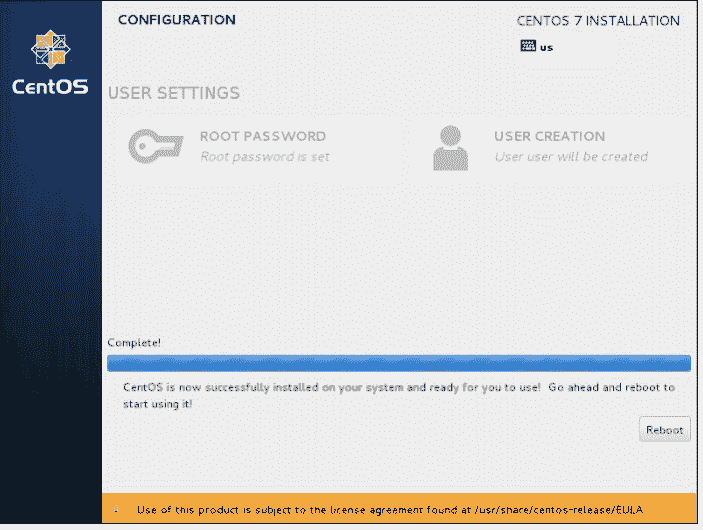 CONFIGURATION
CENTOS 7 INSTALLATION
us
CentOS
USER SETTINGS
ROOT PASSWORD
Root password is set
USER CREATION
User user will be created
Complete!
CentOS is now successfully installed on your system and ready for you to use! Go ahead and reboot to
start using it!
Reboot
Use of this product is subject to the license agreement found at /usr/share/centos-release/EULA